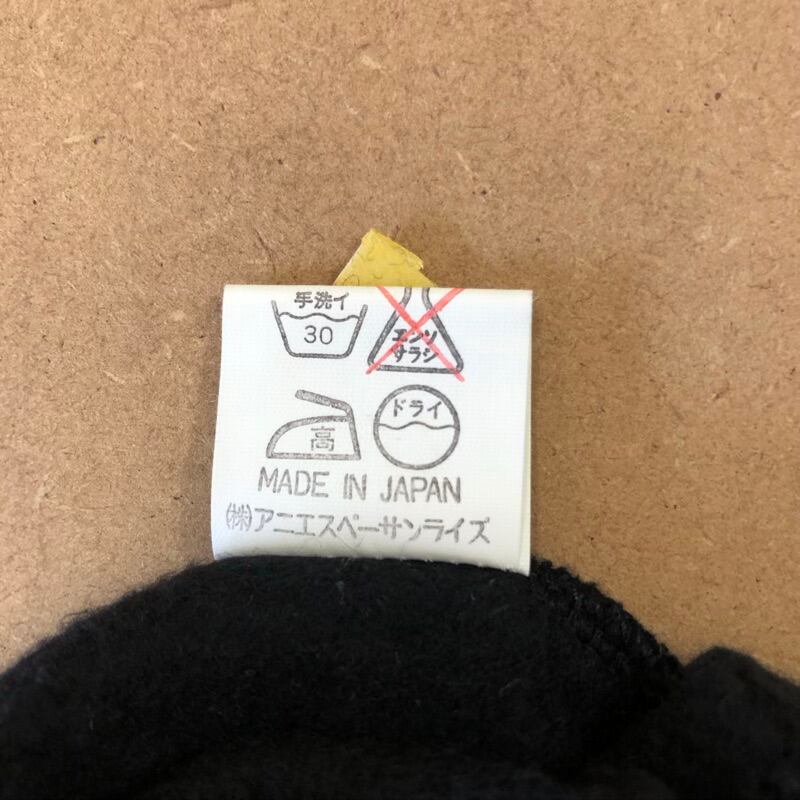 手洗イ
30
エンソ
サラシ
高
ドライ
MADE IN JAPAN
㈱アニエスベーサンライズ